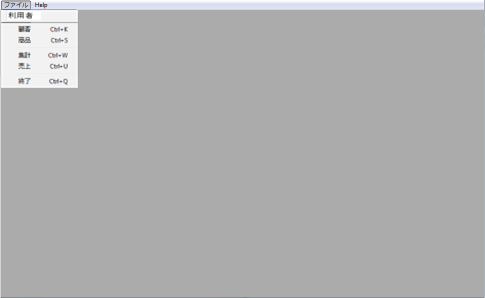 ファイル Help
利用者
顧客 Ctrl+K
商品 Ctrl+S
集計 Ctrl+W
売上 Ctrl+U
終了 Ctrl+Q